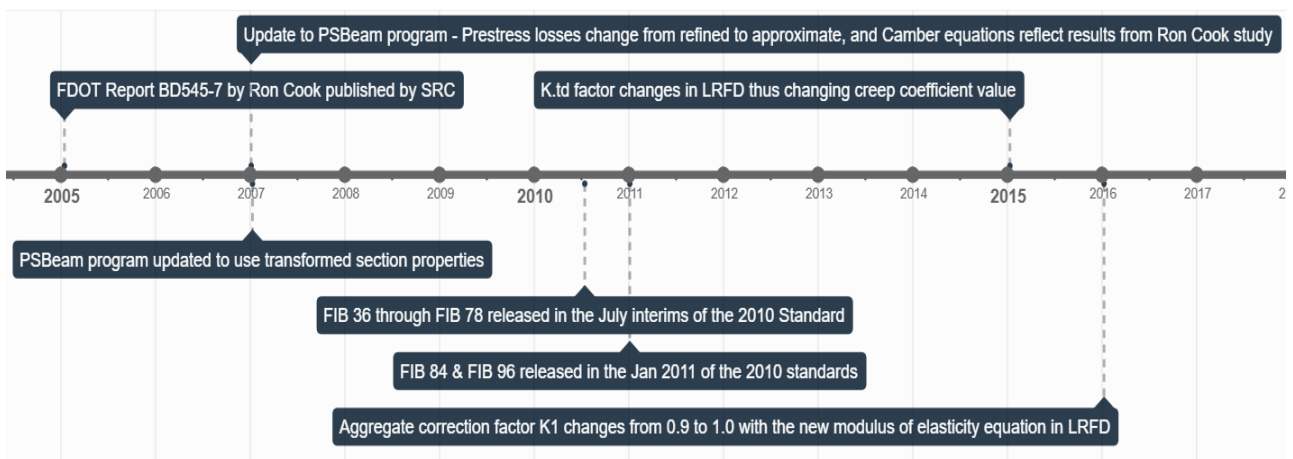 Update to PSBeam program - Prestress losses change from refined to approximate, and Camber equations reflect results from Ron Cook study
FDOT Report BD545-7 by Ron Cook published by SRC
K.td factor changes in LRFD thus changing creep coefficient value
2005 2006 2007 2008 2009 2010 2011 2012 2013 2014 2015 2016 2017 2
PSBeam program updated to use transformed section properties
FIB 36 through FIB 78 released in the July interims of the 2010 Standard
FIB 84 & FIB 96 released in the Jan 2011 of the 2010 standards
Aggregate correction factor K1 changes from 0.9 to 1.0 with the new modulus of elasticity equation in LRFD